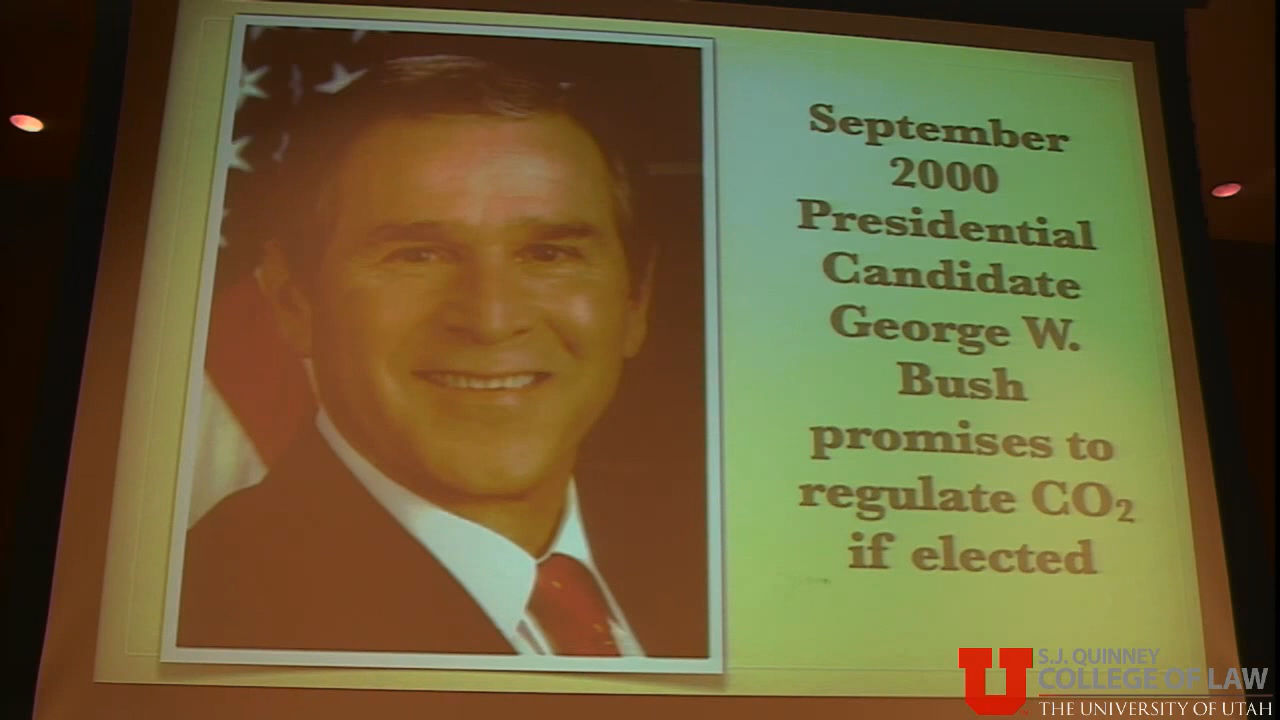 September
2000
Presidential
Candidate
George W.
Bush
promises to
regulate CO₂
if elected
U
S.J. QUINNEY
COLLEGE OF LAW
THE UNIVERSITY OF UTAH